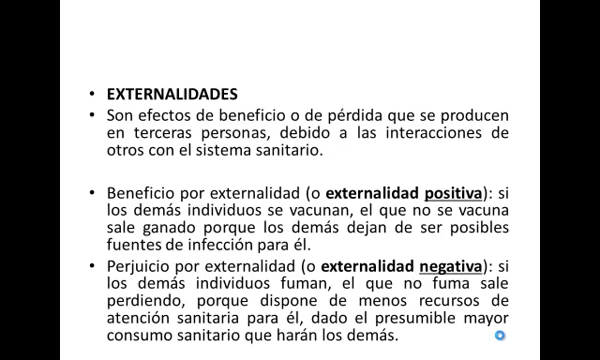 • EXTERNALIDADES
• Son efectos de beneficio o de pérdida que se producen
en terceras personas, debido a las interacciones de
otros con el sistema sanitario.
• Beneficio por externalidad (o externalidad positiva): si
los demás individuos se vacunan, el que no se vacuna
sale ganado porque los demás dejan de ser posibles
fuentes de infección para él.
• Perjuicio por externalidad (o externalidad negativa): si
los demás individuos fuman, el que no fuma sale
perdiendo, porque dispone de menos recursos de
atención sanitaria para él, dado el presumible mayor
consumo sanitario que harán los demás.